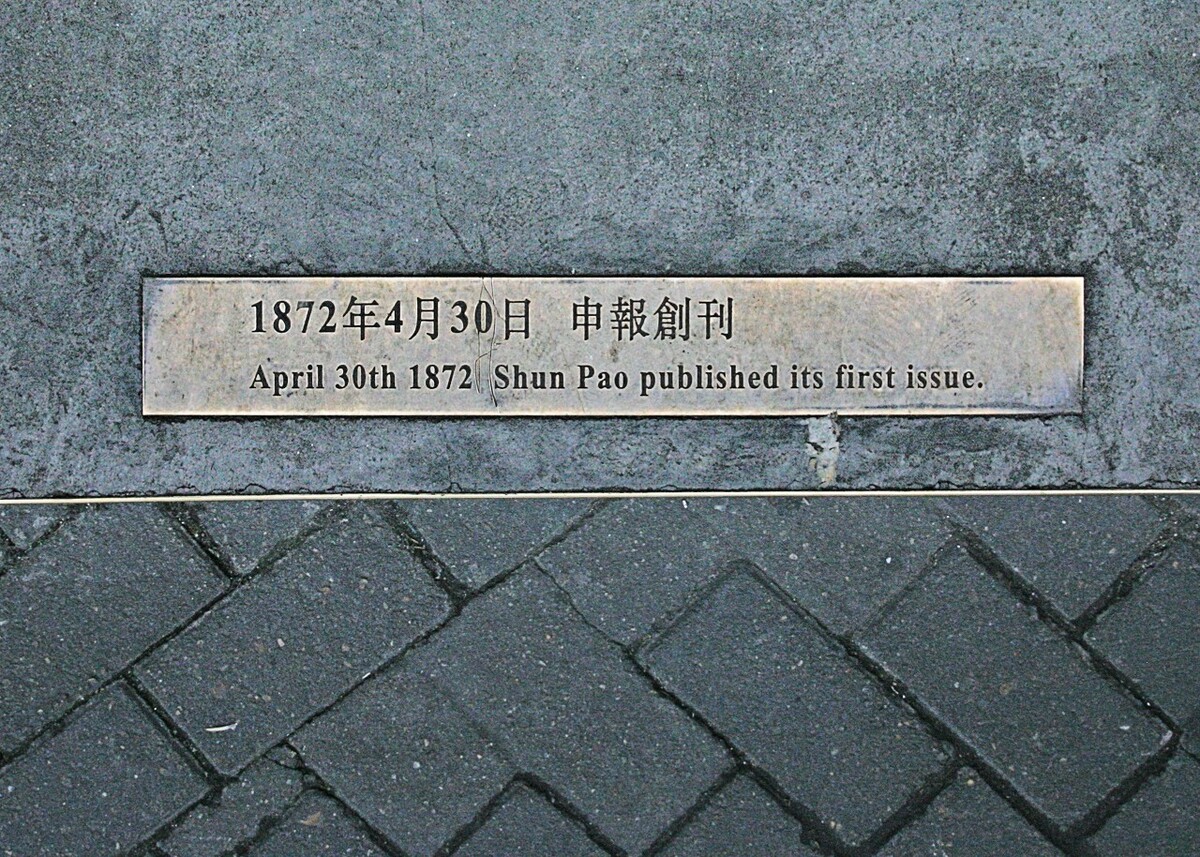 1872年4月30日 申報創刊
April 30th 1872 Shun Pao published its first issue.